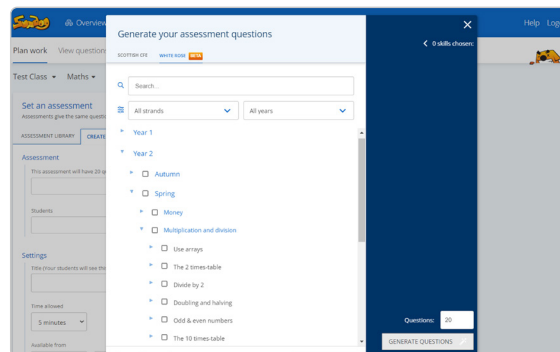 SumDog
Overview
Help
Plan work
View question
Test Class
Maths
Set an assessment
Assessments give the same questi
ASSESSMENT LIBRARY
CREATE
Assessment
This assessment will have 20 q
Students
Settings
Title (Your students will see th
Time allowed
5 minutes
Available from
Generate your assessment questions
SCOTTISH CFE
WHITE ROSE BETA
Search...
All strands
All years
Year 1
Year 2
Autumn
Spring
Money
Multiplication and division
Use arrays
The 2 times-table
Divide by 2
Doubling and halving
Odd & even numbers
The 10 times-table
0 skills chosen:
Questions: 20
GENERATE QUESTIONS